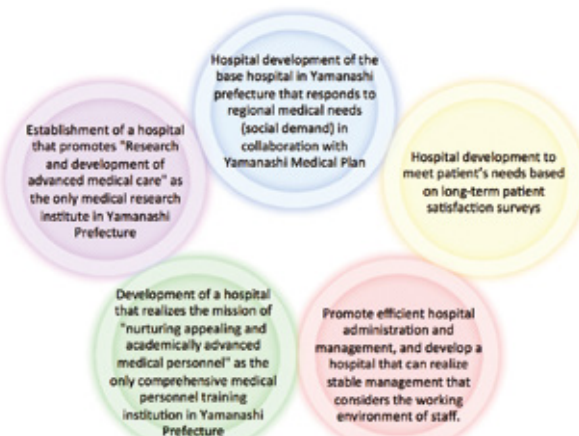 Hospital development of the
base hospital in Yamanashi
prefecture that responds to
regional medical needs
(social demand) in
collaboration with
Yamanashi Medical Plan
Establishment of a hospital
that promotes "Research
and development of
advanced medical care" as
the only medical research
institute in Yamanashi
Prefecture
Hospital development to
meet patient's needs based
on long-term patient
satisfaction surveys
Development of a hospital
that realizes the mission of
"nurturing appealing and
academically advanced
medical personnel" as the
only comprehensive medical
personnel training
institution in Yamanashi
Prefecture
Promote efficient hospital
administration and
management, and develop a
hospital that can realize
stable management that
considers the working
environment of staff.